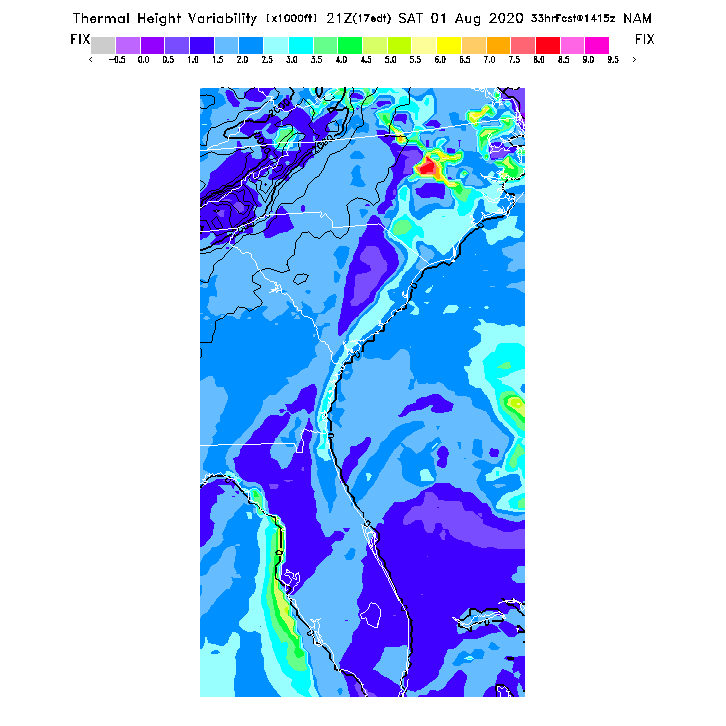 Thermal Height Variability [x1000ft] 21Z(17edt) SAT 01 Aug 2020 33hrFcst@1415z NAM
FIX FIX
< -0.5 0.0 0.5 1.0 1.5 2.0 2.5 3.0 3.5 4.0 4.5 5.0 5.5 6.0 6.5 7.0 7.5 8.0 8.5 9.0 9.5 >